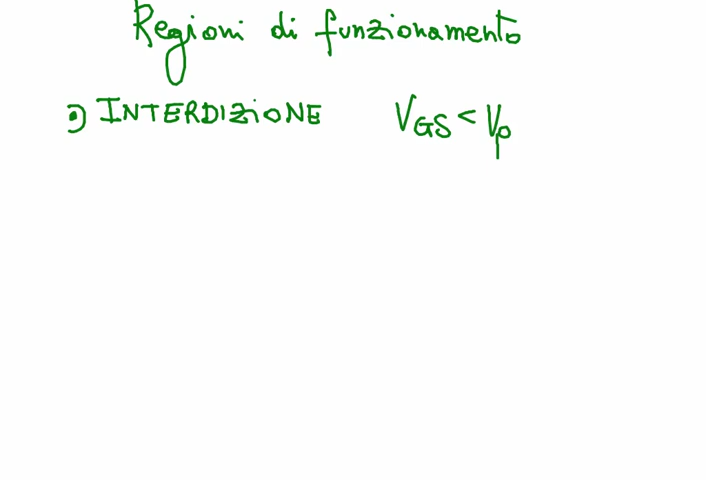 Regioni di funzionamento
•) INTERDIZIONE VGS < Vp